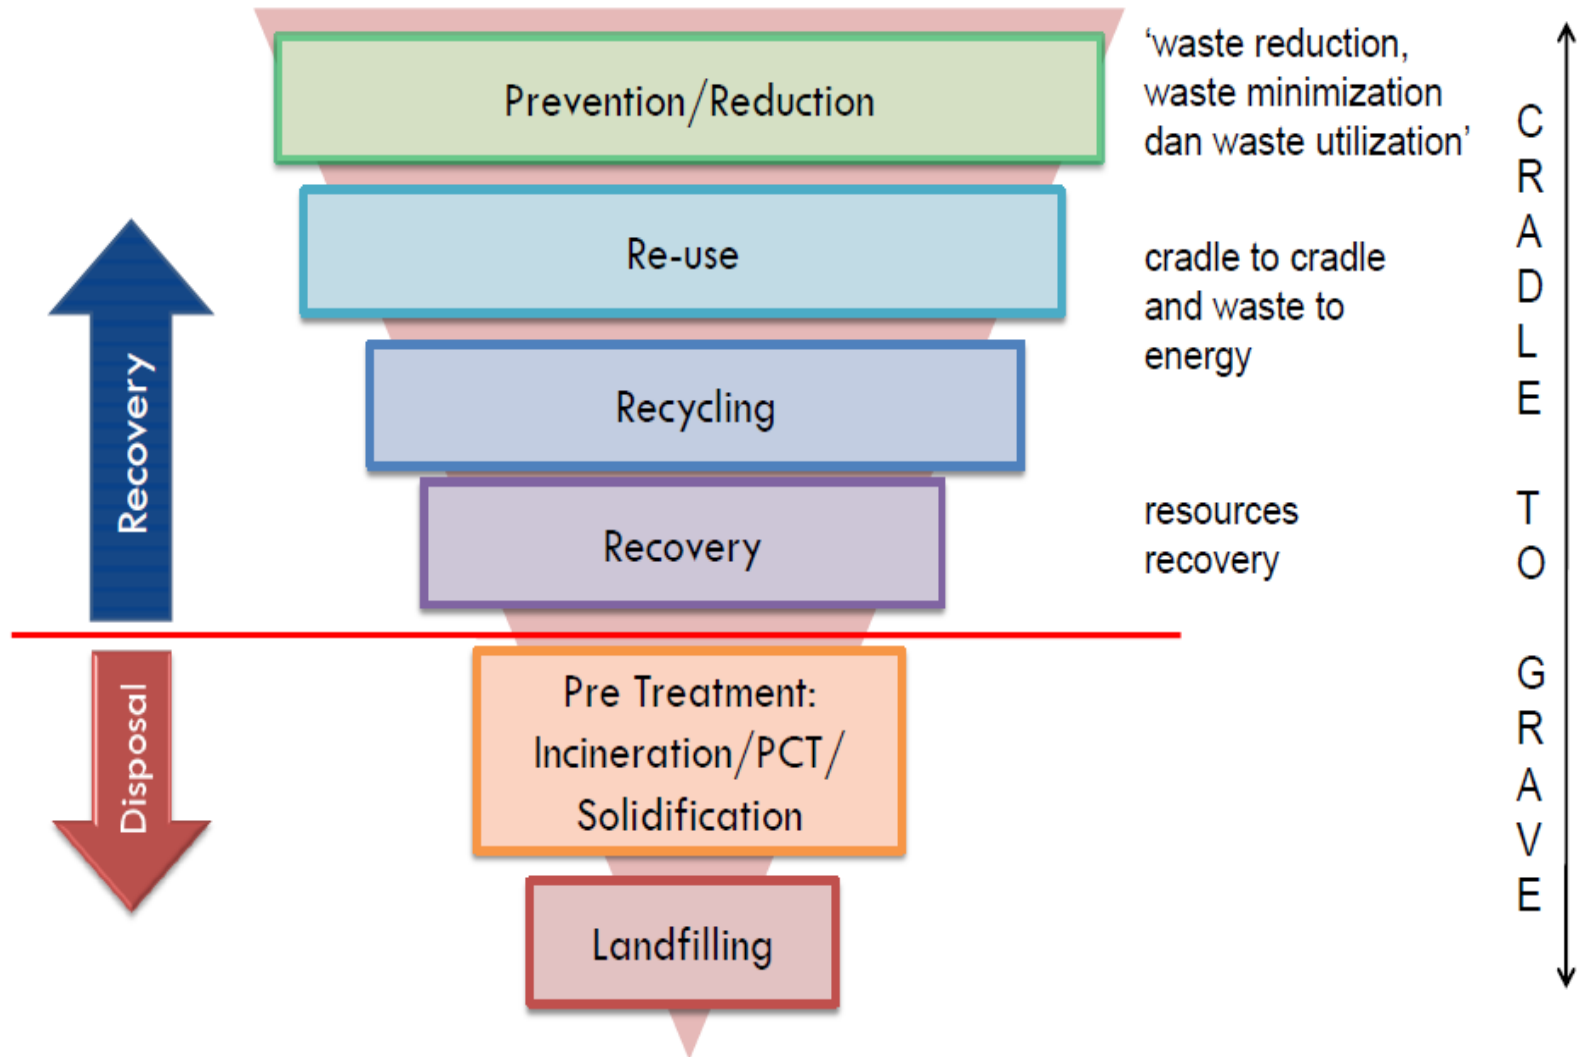 Prevention/Reduction
'waste reduction,
waste minimization
dan waste utilization'
Re-use
cradle to cradle
and waste to
energy
Recycling
Recovery
resources
recovery
Recovery
Pre Treatment:
Incineration/PCT/
Solidification
Disposal
Landfilling
CRADLE TO GRAVE